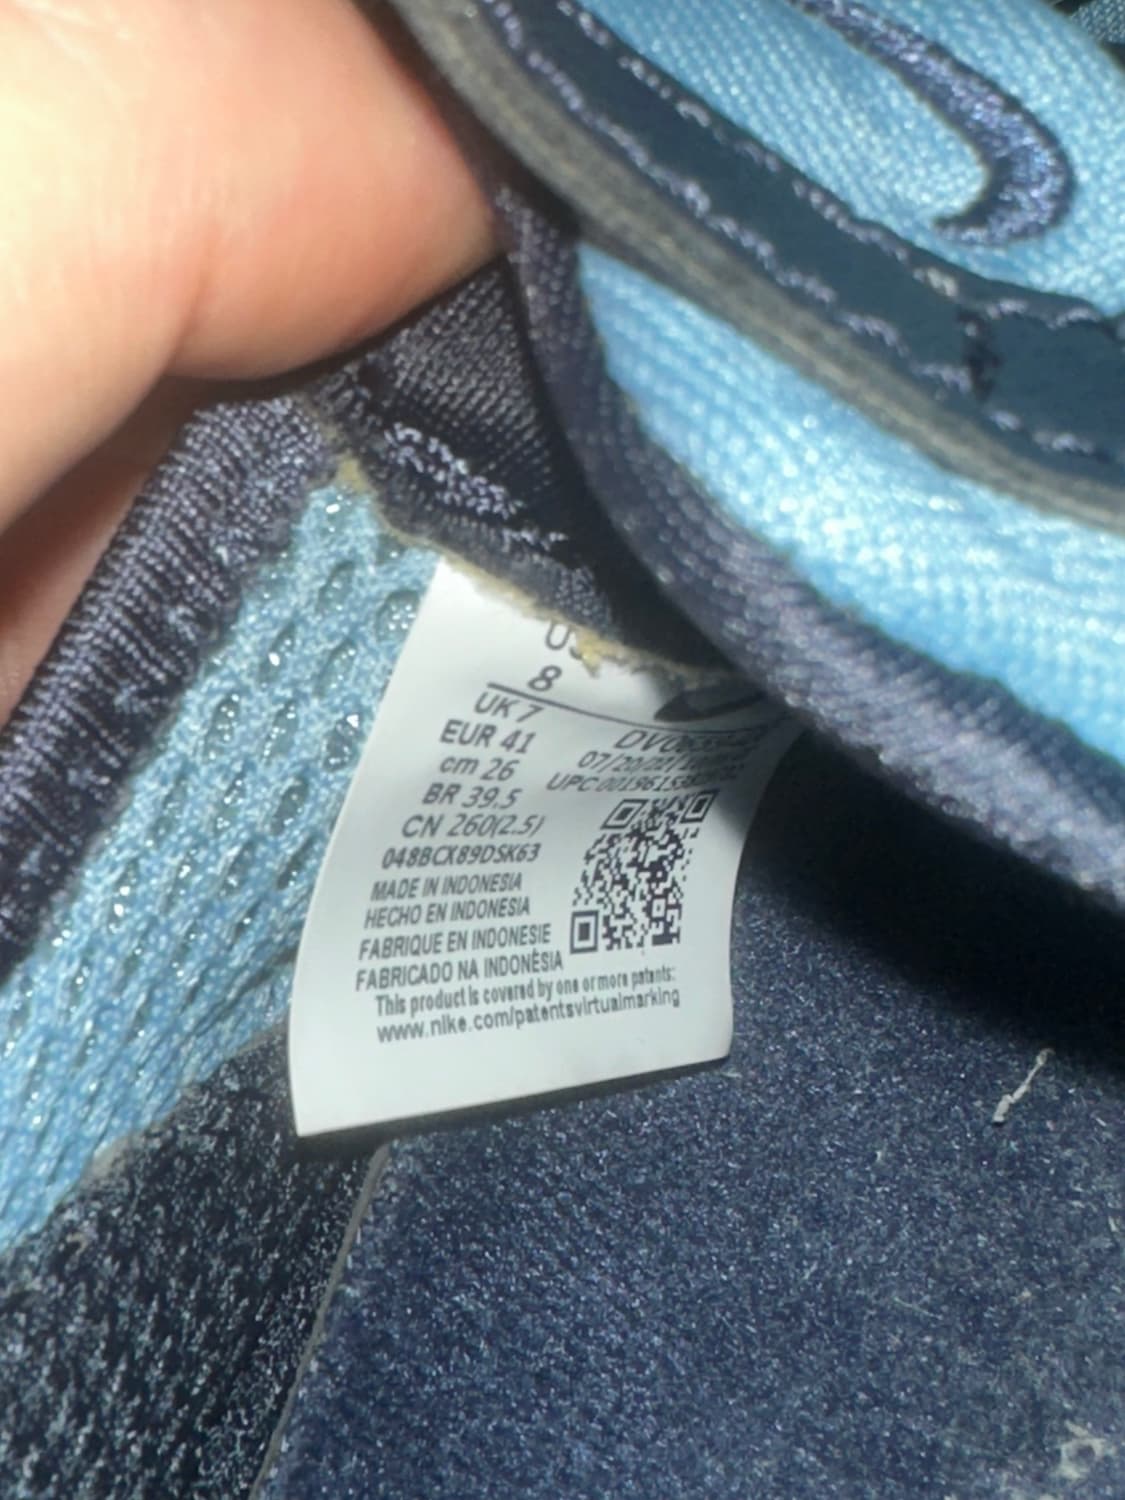 8
UK 7
EUR 41
cm 26
BR 39.5
CN 260(2.5)
048BCX89DSK63
MADE IN INDONESIA
HECHO EN INDONESIA
FABRIQUE EN INDONESIE
FABRICADO NA INDONÈSIA
This product is covered by one or more patents:
www.nike.com/patentsvirtualmarking